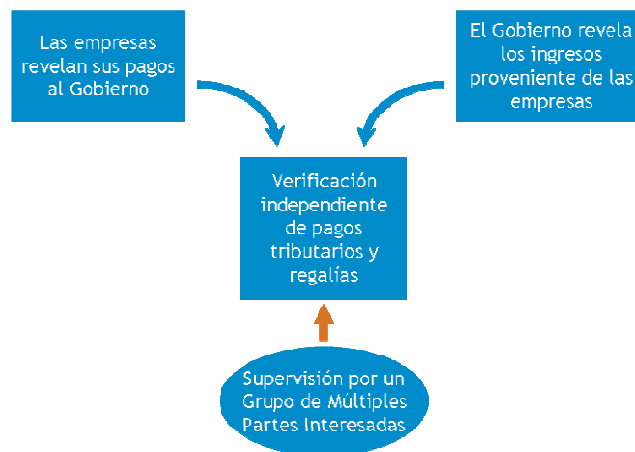 Las empresas
revelan sus pagos
al Gobierno
El Gobierno revela
los ingresos
proveniente de las
empresas
Verificación
independiente
de pagos
tributarios y
regalías
Supervisión por un
Grupo de Múltiples
Partes Interesadas